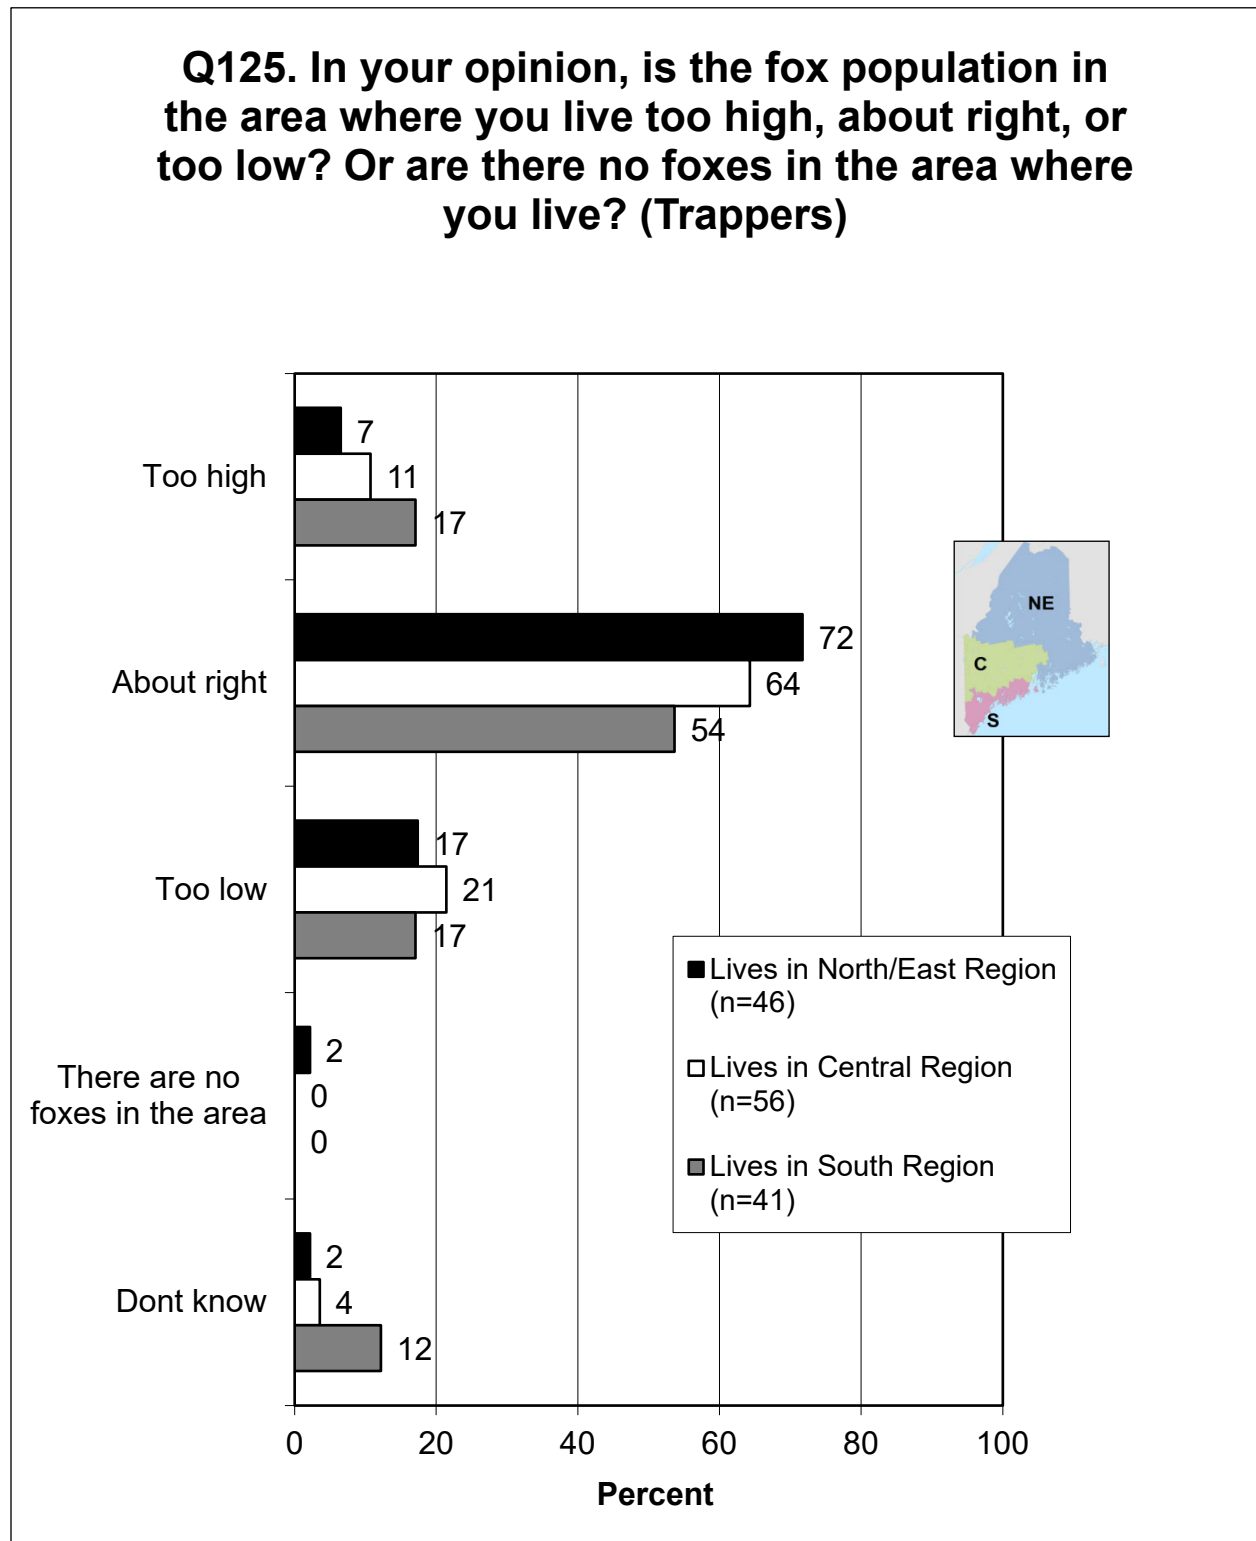 Q125. In your opinion, is the fox population in
the area where you live too high, about right, or
too low? Or are there no foxes in the area where
you live? (Trappers)
Too high
7
11
17
About right
72
64
54
Too low
17
21
17
There are no
foxes in the area
2
0
0
Dont know
2
4
12
NE
C
S
Lives in North/East Region
(n=46)
Lives in Central Region
(n=56)
Lives in South Region
(n=41)
0 20 40 60 80 100
Percent